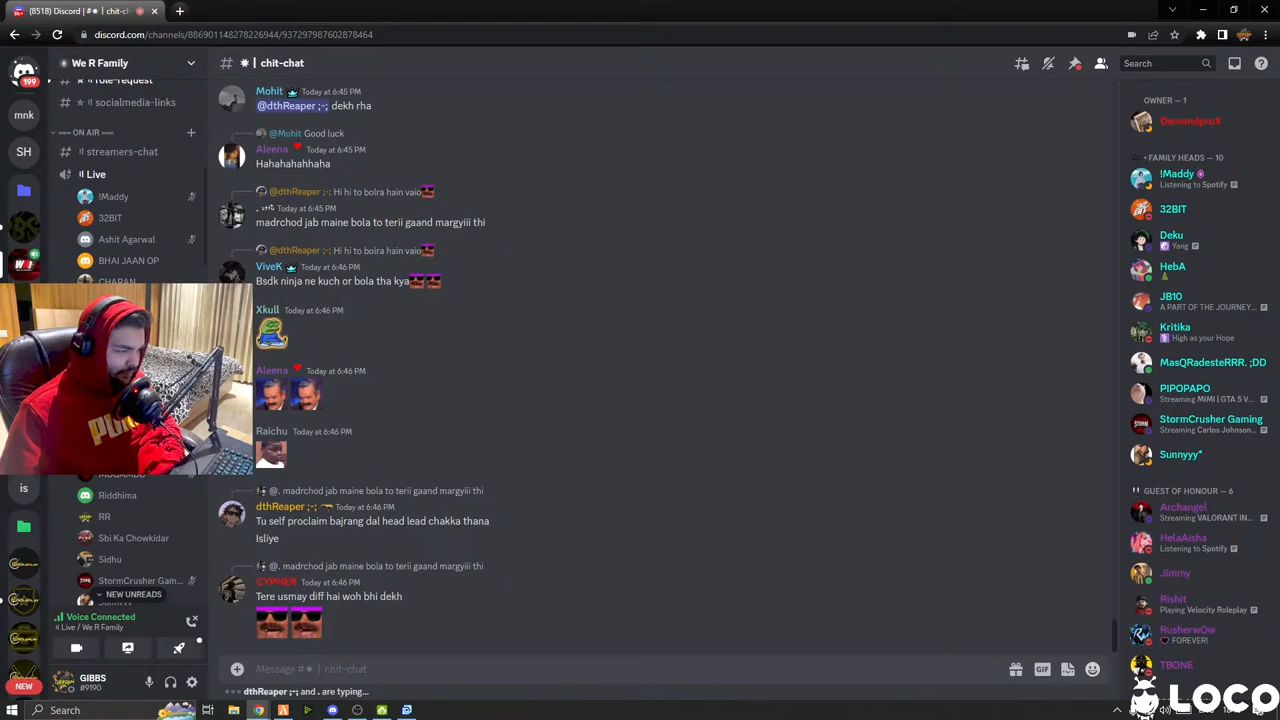 (8518) Discord | #✺ | chit-ch
discord.com/channels/886901148278226944/937297987602878464
199
We R Family
# ✺ | chit-chat
Search
role-request
socialmedia-links
mnk
=== ON AIR ===
streamers-chat
SH
Live
!Maddy
32BIT
Ashit Agarwal
BHAI JAAN OP
CHARAN
is
Riddhima
RR
Sbi Ka Chowkidar
Sidhu
StormCrusher Gam...
NEW UNREADS
Voice Connected
Live / We R Family
NEW
GIBBS
#9190
Mohit Today at 6:45 PM
@dthReaper ;-; dekh rha
@Mohit Good luck
Aleena Today at 6:45 PM
Hahahahahhaha
@dthReaper ;-; Hi hi to bolra hain vaio
Today at 6:45 PM
madrchod jab maine bola to terii gaand margyiii thi
@dthReaper ;-; Hi hi to bolra hain vaio
ViveK Today at 6:46 PM
Bsdk ninja ne kuch or bola tha kya
Xkull Today at 6:46 PM
Aleena Today at 6:46 PM
Raichu Today at 6:46 PM
@. madrchod jab maine bola to terii gaand margyiii thi
dthReaper ;-; Today at 6:46 PM
Tu self proclaim bajrang dal head lead chakka thana
Isliye
@. madrchod jab maine bola to terii gaand margyiii thi
CYPHER Today at 6:46 PM
Tere usmay diff hai woh bhi dekh
Message #✺ | chit-chat
GIF
dthReaper ;-; and . are typing...
OWNER — 1
DemondproX
FAMILY HEADS — 10
!Maddy
Listening to Spotify
32BIT
Deku
Yang
HebA
JB10
A PART OF THE JOURNEY...
Kritika
High as your Hope
MasQRadesteRRR. ;DD
PIPOPAPO
Streaming MIMI | GTA 5 V...
StormCrusher Gaming
Streaming Carlos Johnson...
Sunnyyy*
GUEST OF HONOUR — 6
Archangel
Streaming VALORANT IN...
HelaAisha
Listening to Spotify
Jimmy
Rishit
Playing Velocity Roleplay
RusherwOw
FOREVER!
TBONE
LOCO
Search